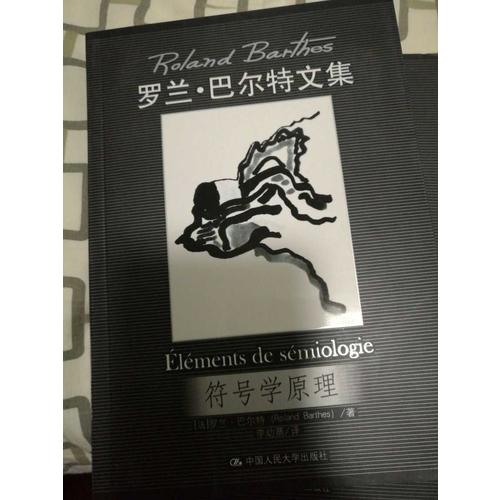 Roland Barthes
罗兰·巴尔特文集
Éléments de sémiologie
符号学原理
[法]罗兰·巴尔特 (Roland Barthes) /著
李幼蒸/译
中国人民大学出版社